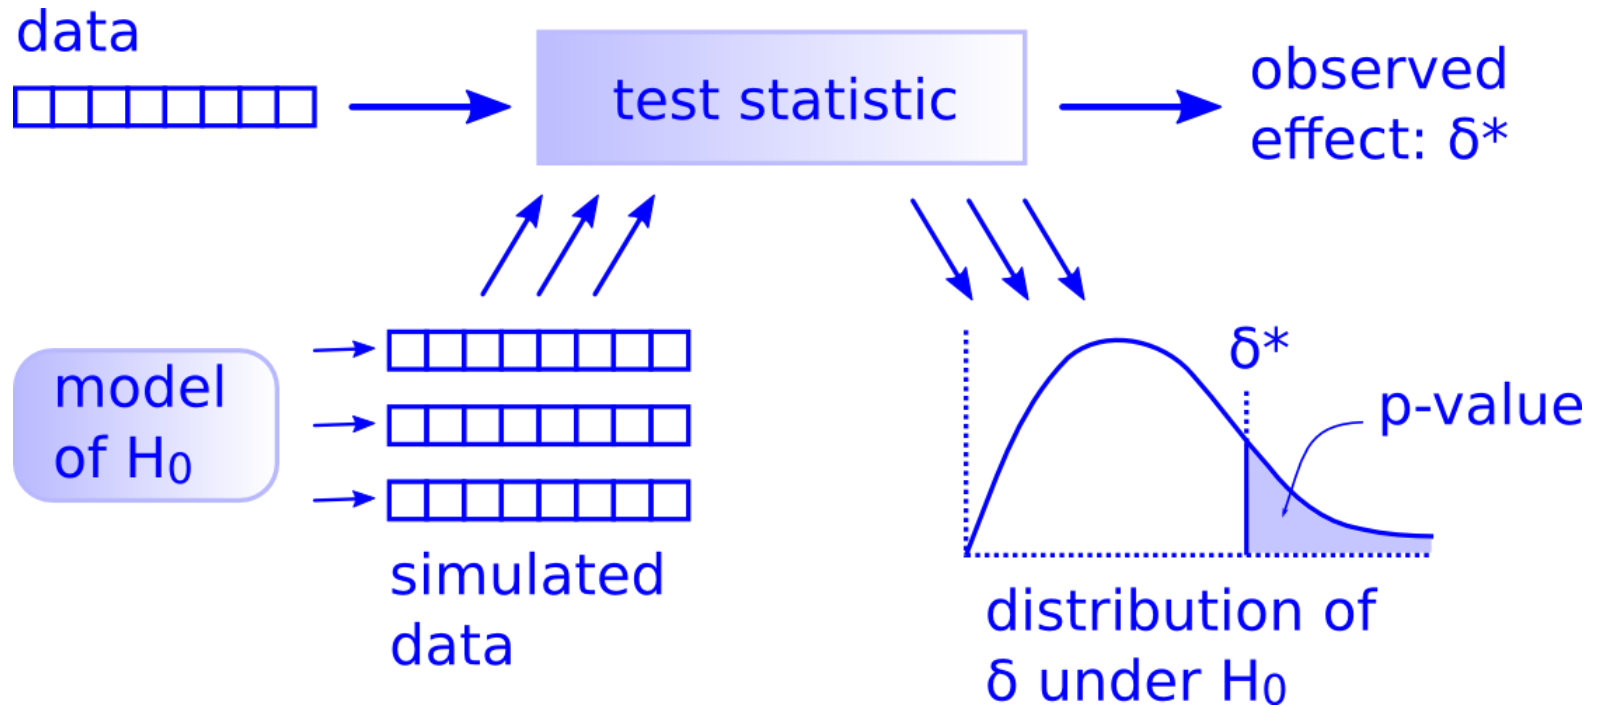 data
test statistic
observed
effect: δ*
model
of H₀
simulated
data
δ*
p-value
distribution of
δ under H₀